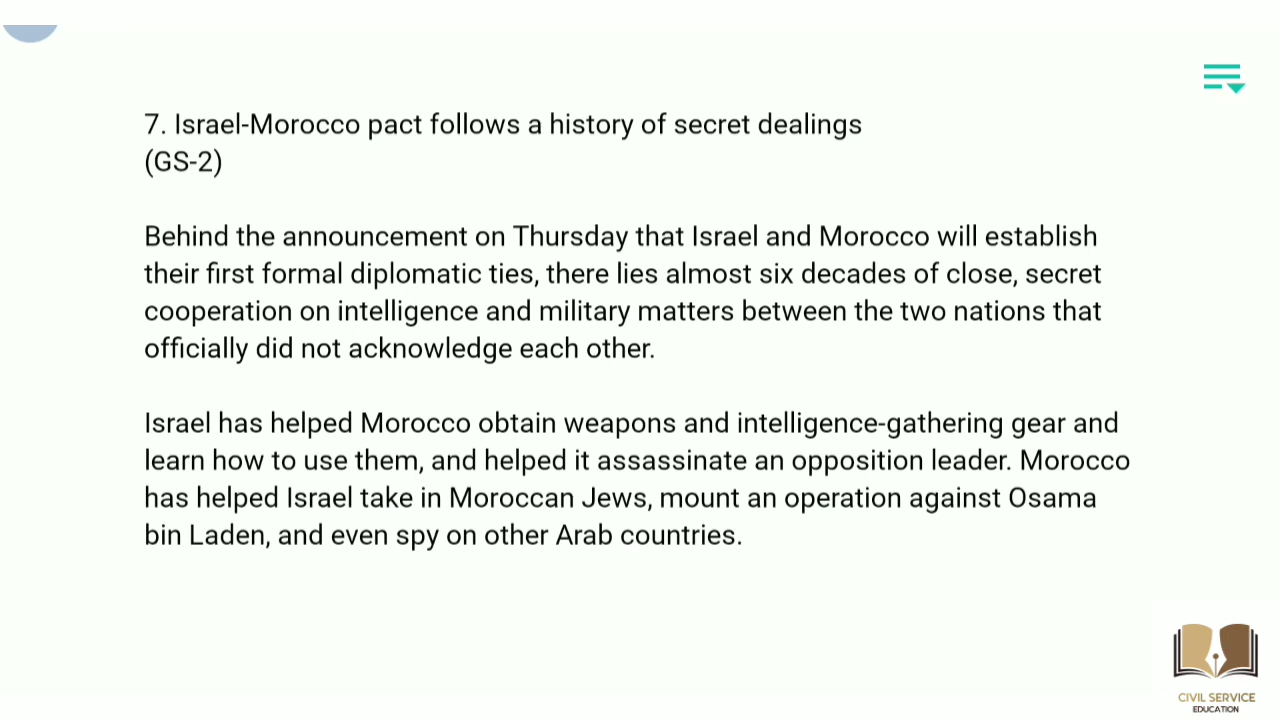 7. Israel-Morocco pact follows a history of secret dealings
(GS-2)
Behind the announcement on Thursday that Israel and Morocco will establish
their first formal diplomatic ties, there lies almost six decades of close, secret
cooperation on intelligence and military matters between the two nations that
officially did not acknowledge each other.
Israel has helped Morocco obtain weapons and intelligence-gathering gear and
learn how to use them, and helped it assassinate an opposition leader. Morocco
has helped Israel take in Moroccan Jews, mount an operation against Osama
bin Laden, and even spy on other Arab countries.
CIVIL SERVICE
EDUCATION